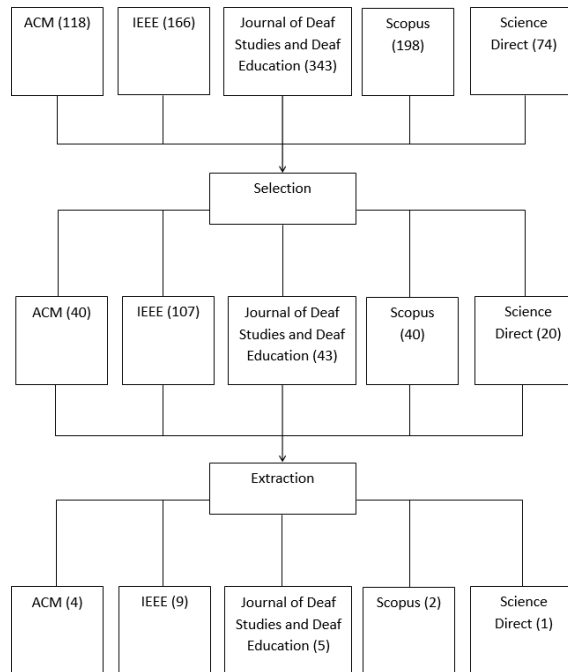 ACM (118)
IEEE (166)
Journal of Deaf
Studies and Deaf
Education (343)
Scopus
(198)
Science
Direct (74)
Selection
ACM (40)
IEEE (107)
Journal of Deaf
Studies and Deaf
Education (43)
Scopus
(40)
Science
Direct (20)
Extraction
ACM (4)
IEEE (9)
Journal of Deaf
Studies and Deaf
Education (5)
Scopus (2)
Science
Direct (1)